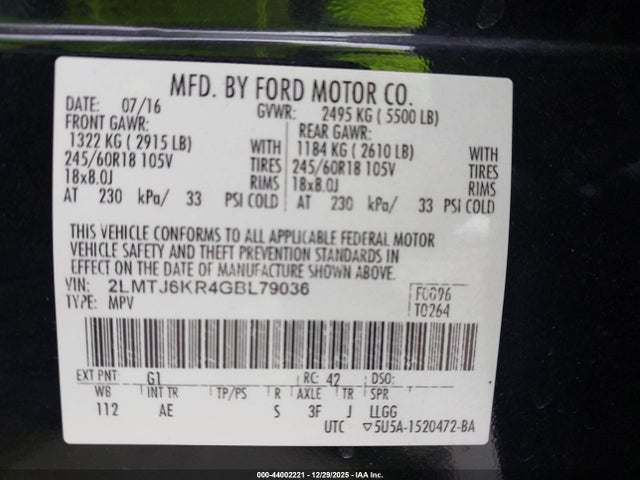 MFD. BY FORD MOTOR CO.
DATE: 07/16 GVWR: 2495 KG ( 5500 LB)
FRONT GAWR: REAR GAWR:
1322 KG ( 2915 LB) WITH 1184 KG ( 2610 LB) WITH
245/60R18 105V TIRES 245/60R18 105V TIRES
18x8.0J RIMS 18x8.0J RIMS
AT 230 kPa/ 33 PSI COLD AT 230 kPa/ 33 PSI COLD
THIS VEHICLE CONFORMS TO ALL APPLICABLE FEDERAL MOTOR
VEHICLE SAFETY AND THEFT PREVENTION STANDARDS IN
EFFECT ON THE DATE OF MANUFACTURE SHOWN ABOVE.
VIN: 2LMTJ6KR4GBL79036 F0096
TYPE: MPV T0264
EXT PNT: G1 RC: 42 DSO:
WB INT TR TP/PS R AXLE TR SPR
112 AE S 3F J LLGG
UTC ▽5U5A-1520472-BA
000-44002221 - 12/29/2025 - IAAI.CA